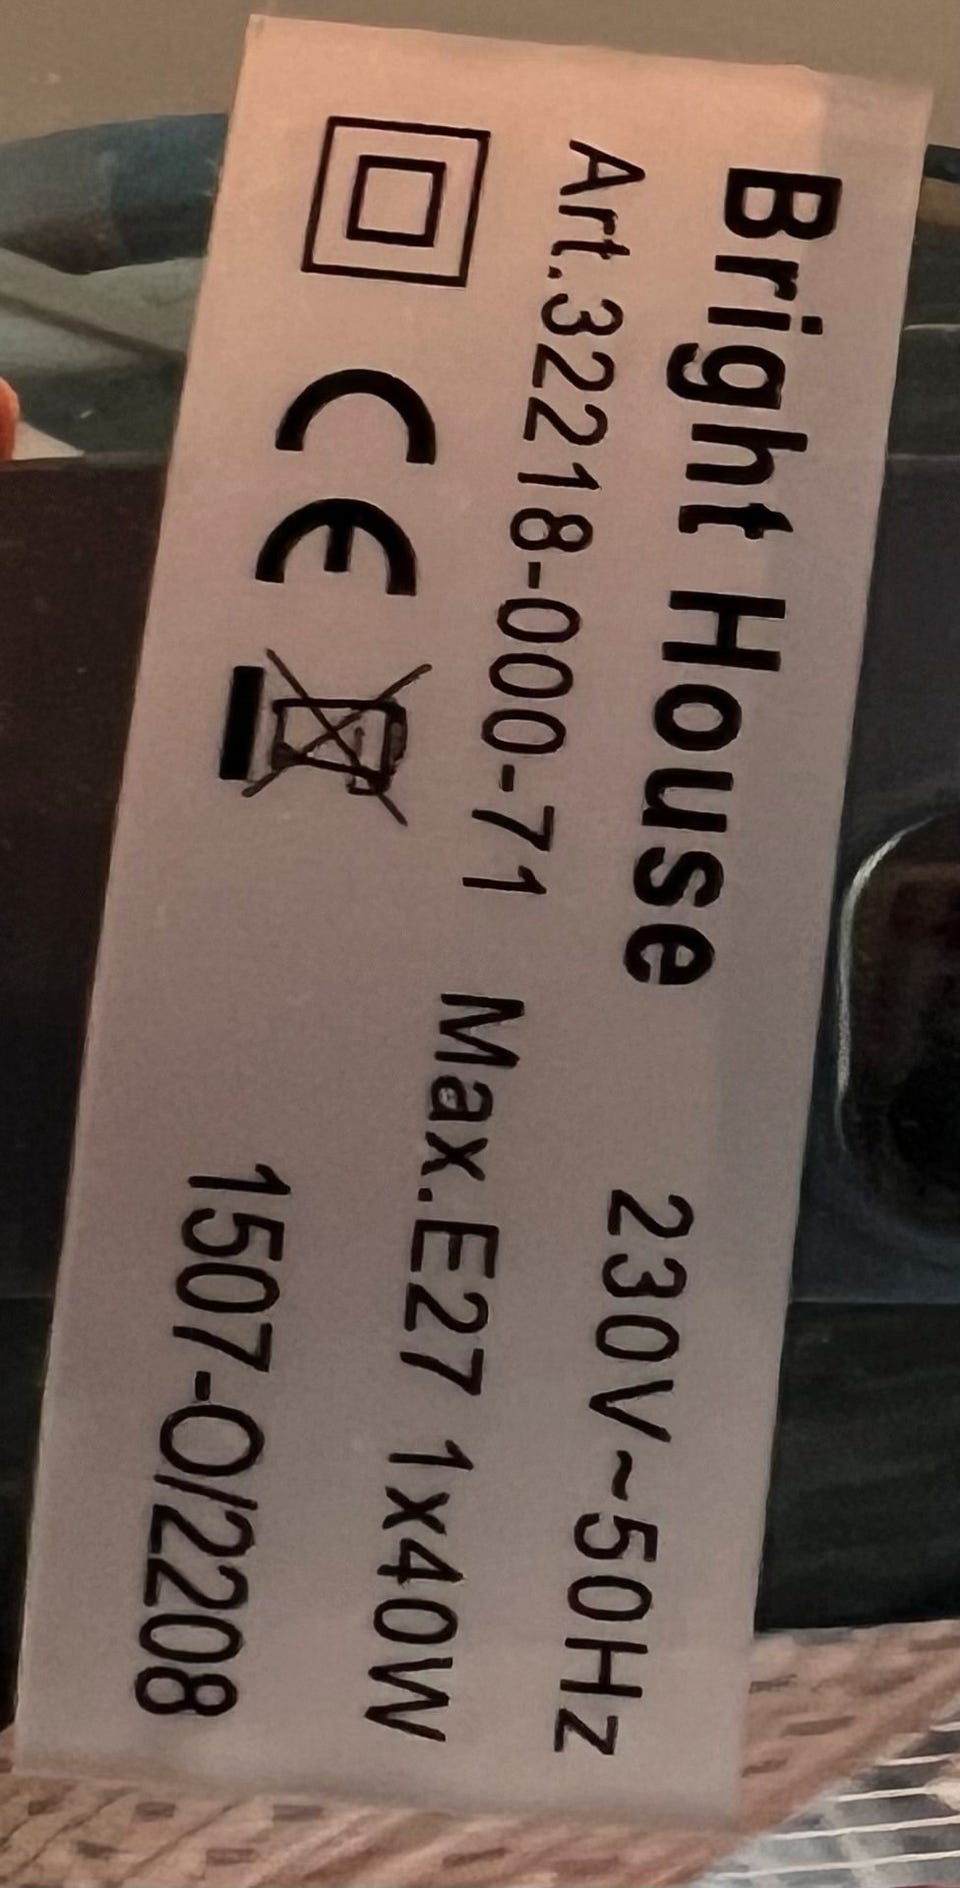 Bright House 230V~50Hz
Art.32218-000-71 Max.E27 1x40W
CE 1507-O/2208